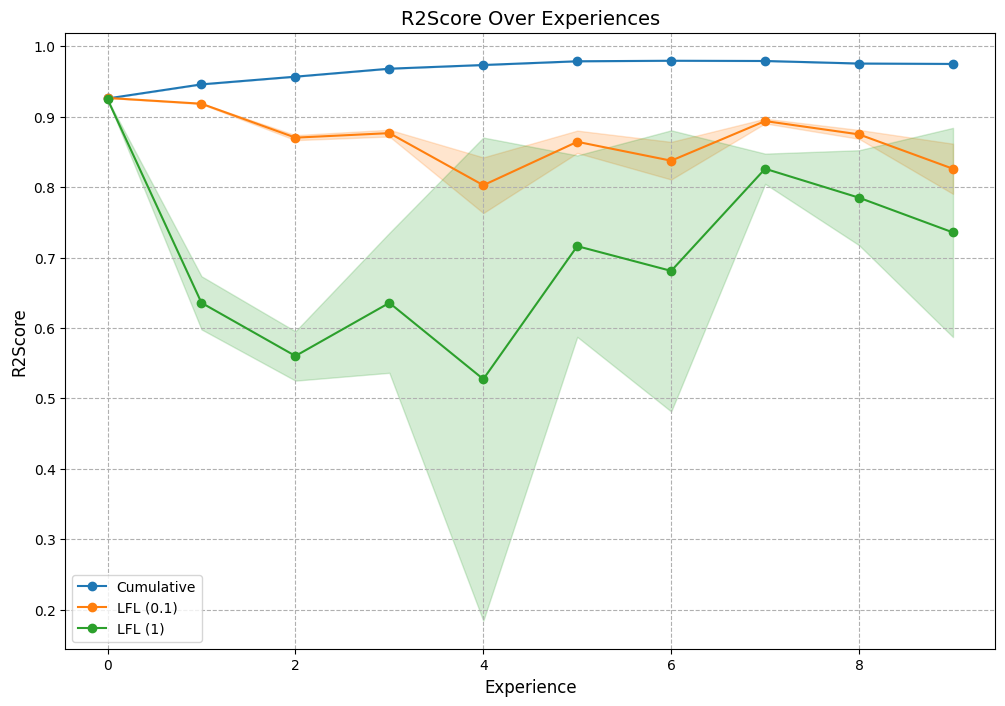 R2Score Over Experiences
R2Score
1.0
0.9
0.8
0.7
0.6
0.5
0.4
0.3
0.2
Cumulative
LFL (0.1)
LFL (1)
0
2
4
6
8
Experience